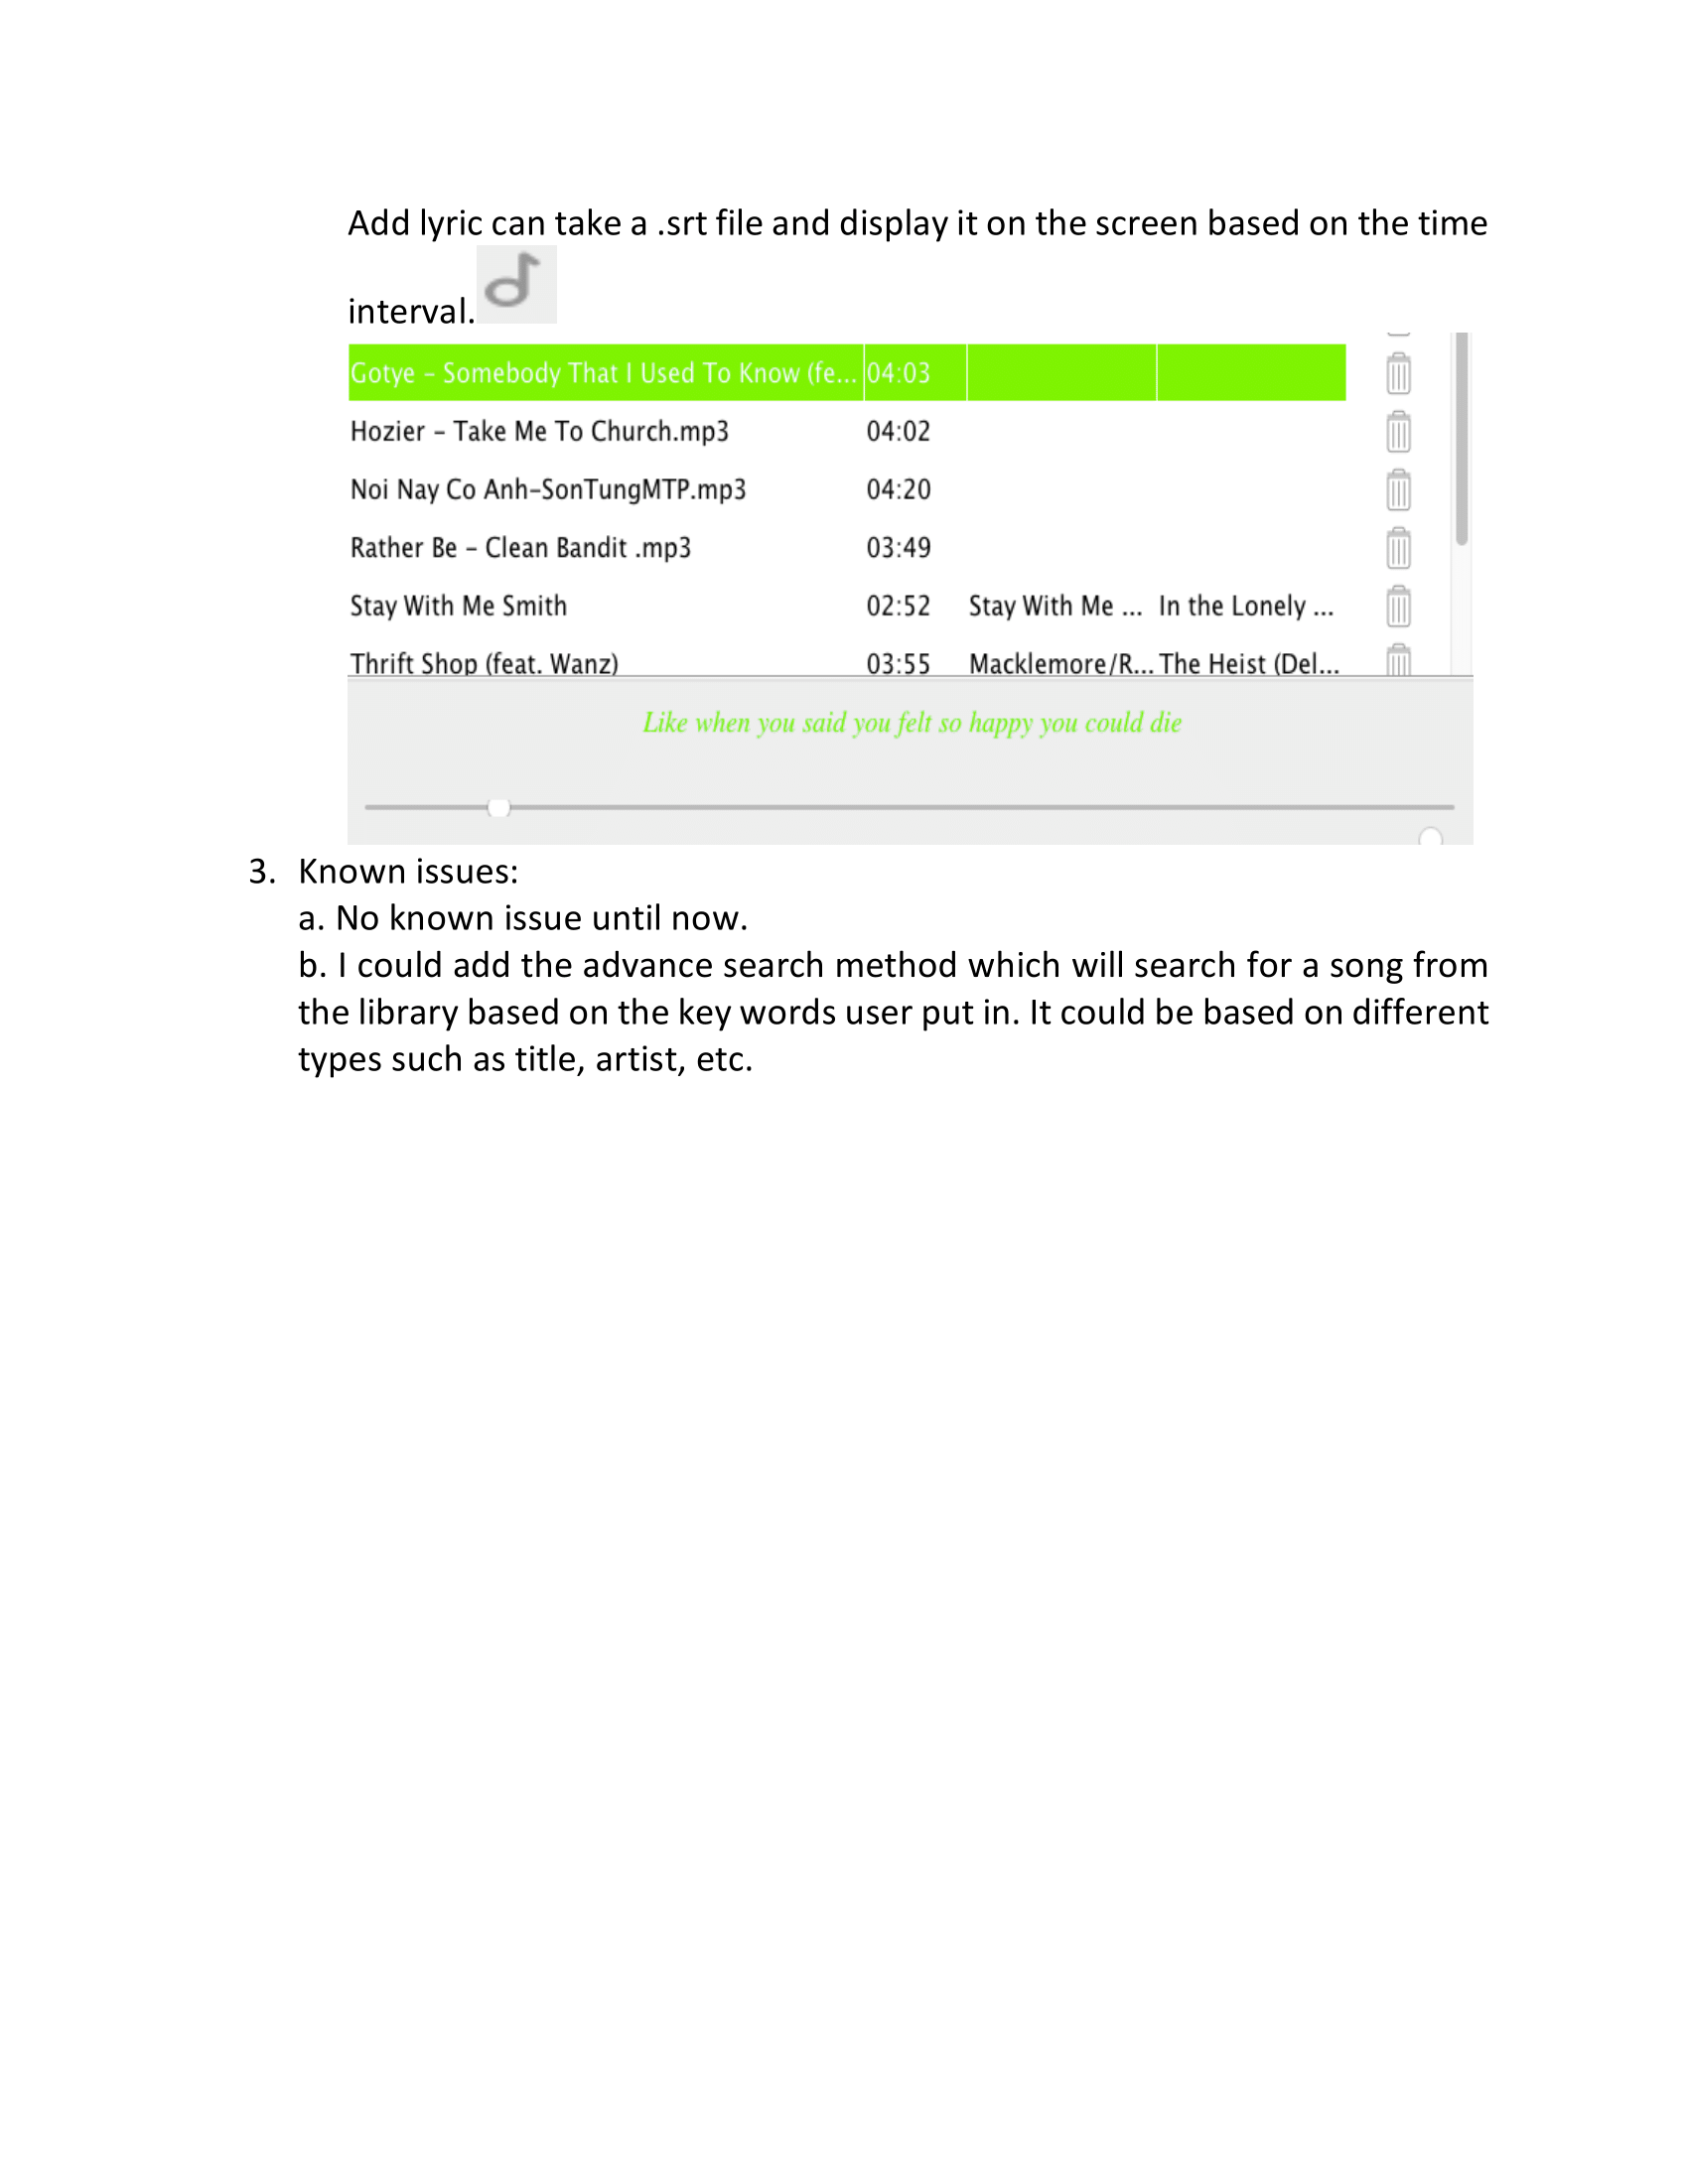 Add lyric can take a .srt file and display it on the screen based on the time
interval.
Gotye – Somebody That I Used To Know (fe... 04:03
Hozier – Take Me To Church.mp3 04:02
Noi Nay Co Anh–SonTungMTP.mp3 04:20
Rather Be – Clean Bandit .mp3 03:49
Stay With Me Smith 02:52 Stay With Me ... In the Lonely ...
Thrift Shop (feat. Wanz) 03:55 Macklemore/R... The Heist (Del...
Like when you said you felt so happy you could die
3. Known issues:
a. No known issue until now.
b. I could add the advance search method which will search for a song from
the library based on the key words user put in. It could be based on different
types such as title, artist, etc.